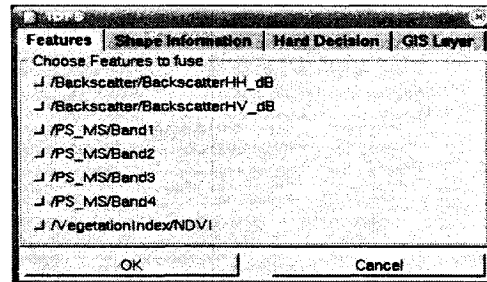 Features Shape Information Hard Decision GIS Layer
Choose Features to fuse
/Backscatter/BackscatterHH_dB
/Backscatter/BackscatterHV_dB
/PS_MS/Band1
/PS_MS/Band2
/PS_MS/Band3
/PS_MS/Band4
/VegetationIndex/NDVI
OK Cancel